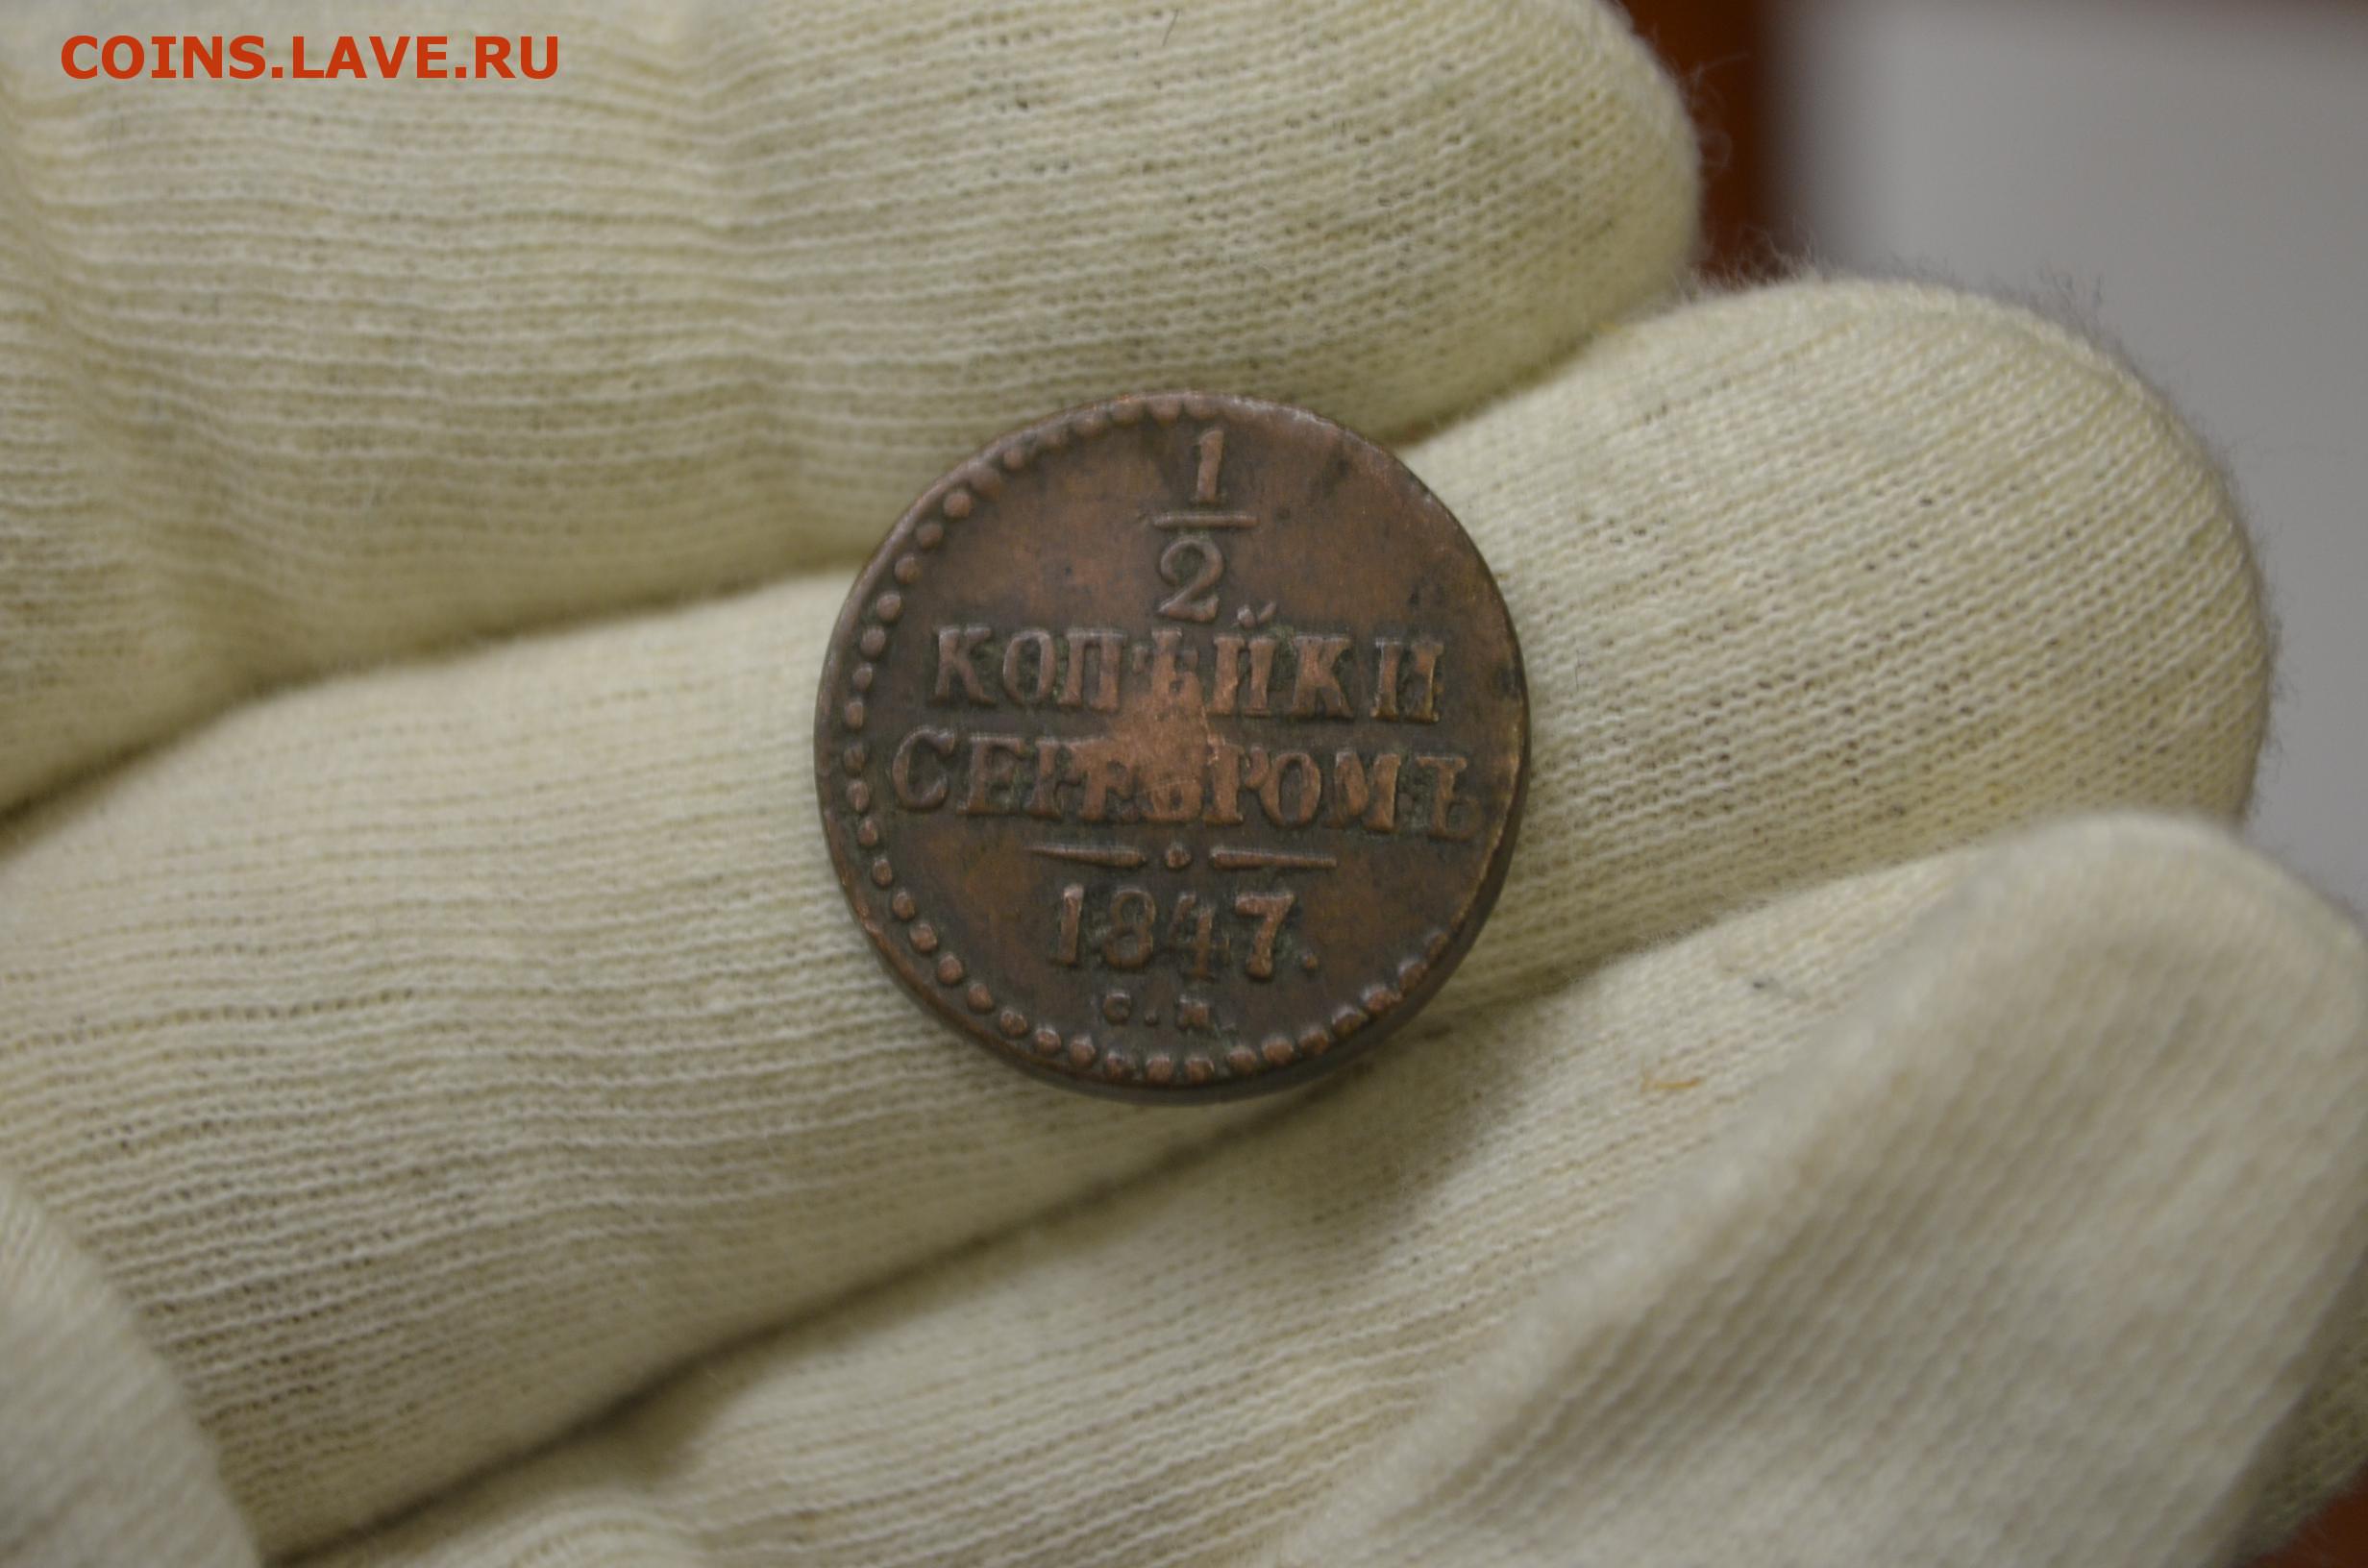 COINS.LAVE.RU
1
2
КОПѢЙКИ
СЕРЕБРОМЪ
1847.
С. М.